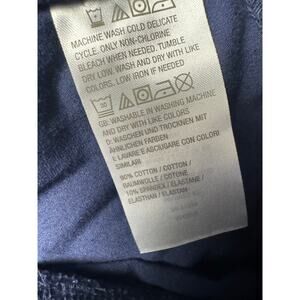 MACHINE WASH COLD DELICATE
CYCLE. ONLY NON-CHLORINE
BLEACH WHEN NEEDED. TUMBLE
DRY LOW. WASH AND DRY WITH LIKE
COLORS. LOW IRON IF NEEDED.
30
GB: WASHABLE IN WASHING MACHINE
AND DRY WITH LIKE COLORS
D: WASCHEN UND TROCKNEN MIT
ÄHNLICHEN FARBEN
E: LAVARE E ASCIUGARE CON COLORI
SIMILARI
90% COTTON / COTTON /
BAUMWOLLE / COTONE
10% SPANDEX / ELASTANE /
ELASTHAN / ELASTAN